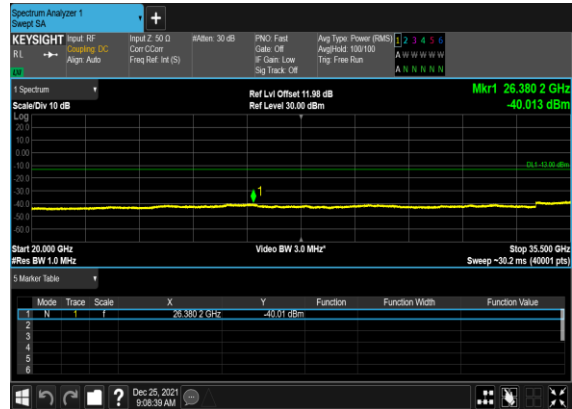 Spectrum Analyzer 1
Swept SA
+
KEYSIGHT Input: RF Input Z: 50 Ω #Atten: 30 dB PNO: Fast Avg Type: Power (RMS) 1 2 3 4 5 6
RL Coupling: DC Corr CCorr Gate: Off Avg|Hold: 100/100 A W W W W W
Align: Auto Freq Ref: Int (S) IF Gain: Low Trig: Free Run
Sig Track: Off A N N N N N
LW
1 Spectrum Ref Lvl Offset 11.98 dB Mkr1 26.380 2 GHz
Scale/Div 10 dB Ref Level 30.00 dBm -40.013 dBm
Log
20.0
10.0
0.00
-10.0 DL1 -13.00 dBm
-20.0
-30.0 1
-40.0
-50.0
-60.0
Start 20.000 GHz Video BW 3.0 MHz* Stop 35.500 GHz
#Res BW 1.0 MHz Sweep ~30.2 ms (40001 pts)
5 Marker Table
Mode Trace Scale X Y Function Function Width Function Value
1 N 1 f 26.380 2 GHz -40.01 dBm
2
3
4
5
6
? Dec 25, 2021
9:08:39 AM